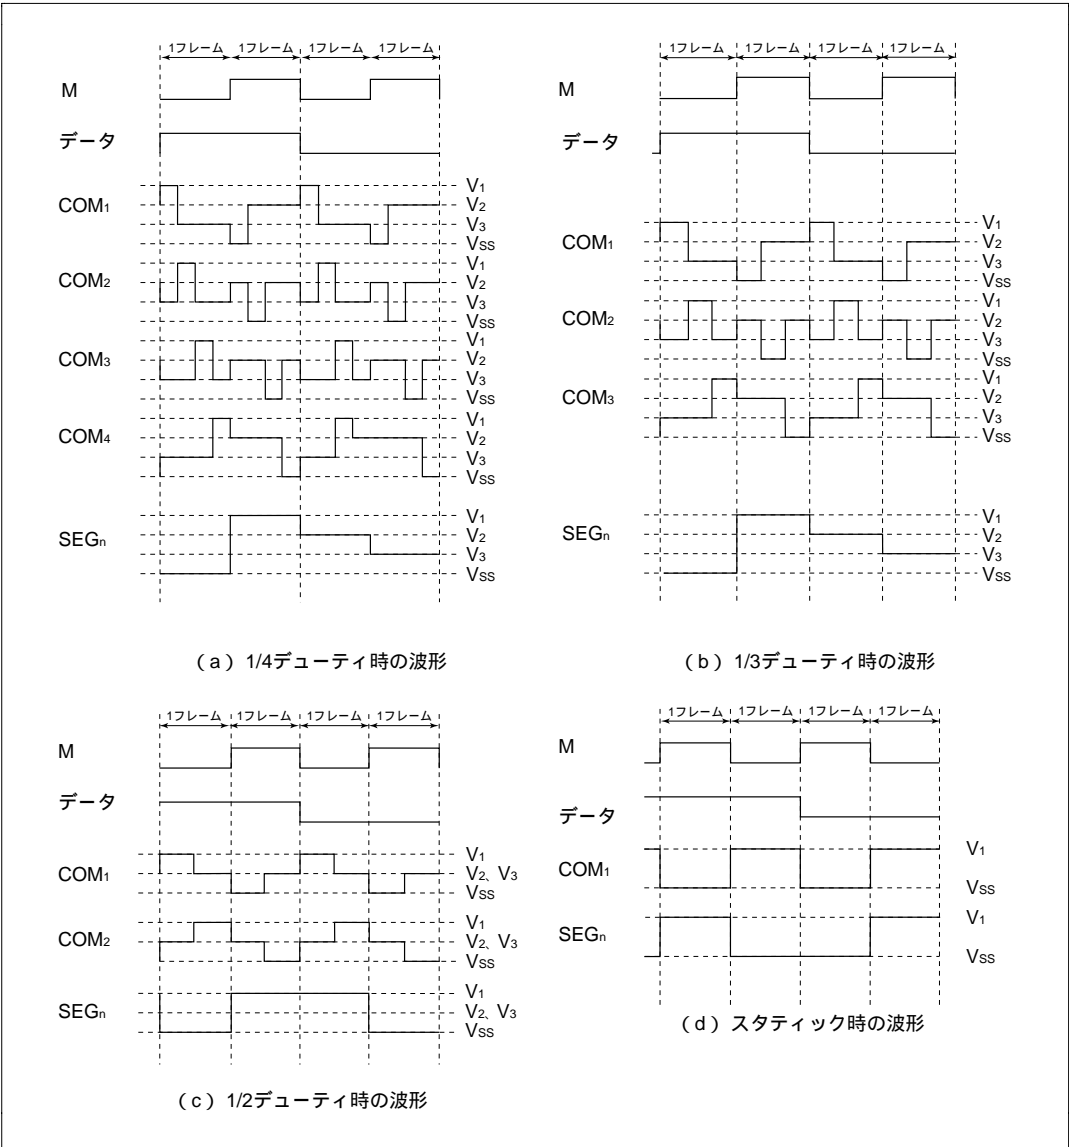 1フレーム 1フレーム 1フレーム 1フレーム
M
データ
COM1
V1
V2
V3
VSS
COM2
V1
V2
V3
VSS
COM3
V1
V2
V3
VSS
COM4
V1
V2
V3
VSS
SEGn
V1
V2
V3
VSS
(a)1/4デューティ時の波形
1フレーム 1フレーム 1フレーム 1フレーム
M
データ
COM1
V1
V2
V3
VSS
COM2
V1
V2
V3
VSS
COM3
V1
V2
V3
VSS
SEGn
V1
V2
V3
VSS
(b)1/3デューティ時の波形
1フレーム 1フレーム 1フレーム 1フレーム
M
データ
COM1
V1
V2、V3
VSS
COM2
V1
V2、V3
VSS
SEGn
V1
V2、V3
VSS
(c)1/2デューティ時の波形
1フレーム 1フレーム 1フレーム 1フレーム
M
データ
COM1
V1
VSS
SEGn
V1
VSS
(d)スタティック時の波形